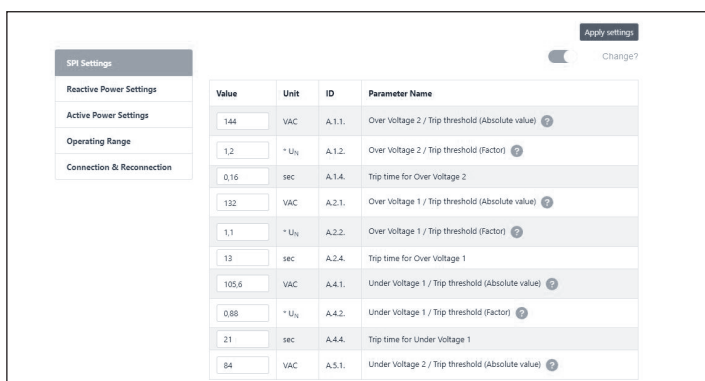 Apply settings
Change?
SPI Settings
Reactive Power Settings
Active Power Settings
Operating Range
Connection & Reconnection
Value Unit ID Parameter Name
144 VAC A.1.1. Over Voltage 2 / Trip threshold (Absolute value) ?
1,2 * UN A.1.2. Over Voltage 2 / Trip threshold (Factor) ?
0,16 sec A.1.4. Trip time for Over Voltage 2
132 VAC A.2.1. Over Voltage 1 / Trip threshold (Absolute value) ?
1,1 * UN A.2.2. Over Voltage 1 / Trip threshold (Factor) ?
13 sec A.2.4. Trip time for Over Voltage 1
105,6 VAC A.4.1. Under Voltage 1 / Trip threshold (Absolute value) ?
0,88 * UN A.4.2. Under Voltage 1 / Trip threshold (Factor) ?
21 sec A.4.4. Trip time for Under Voltage 1
84 VAC A.5.1. Under Voltage 2 / Trip threshold (Absolute value) ?